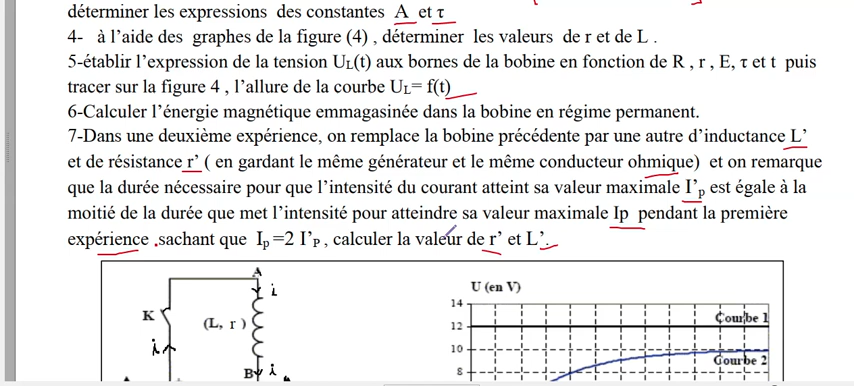 déterminer les expressions des constantes A et τ
4- à l'aide des graphes de la figure (4) , déterminer les valeurs de r et de L .
5-établir l'expression de la tension UL(t) aux bornes de la bobine en fonction de R , r , E, τ et t puis
tracer sur la figure 4 , l'allure de la courbe UL= f(t)
6-Calculer l'énergie magnétique emmagasinée dans la bobine en régime permanent.
7-Dans une deuxième expérience, on remplace la bobine précédente par une autre d'inductance L'
et de résistance r' ( en gardant le même générateur et le même conducteur ohmique) et on remarque
que la durée nécessaire pour que l'intensité du courant atteint sa valeur maximale I'p est égale à la
moitié de la durée que met l'intensité pour atteindre sa valeur maximale Ip pendant la première
expérience .sachant que Ip =2 I'P , calculer la valeur de r' et L'.
A
i
K
(L, r )
i
B
i
U (en V)
14
12
10
8
Courbe 1
Courbe 2